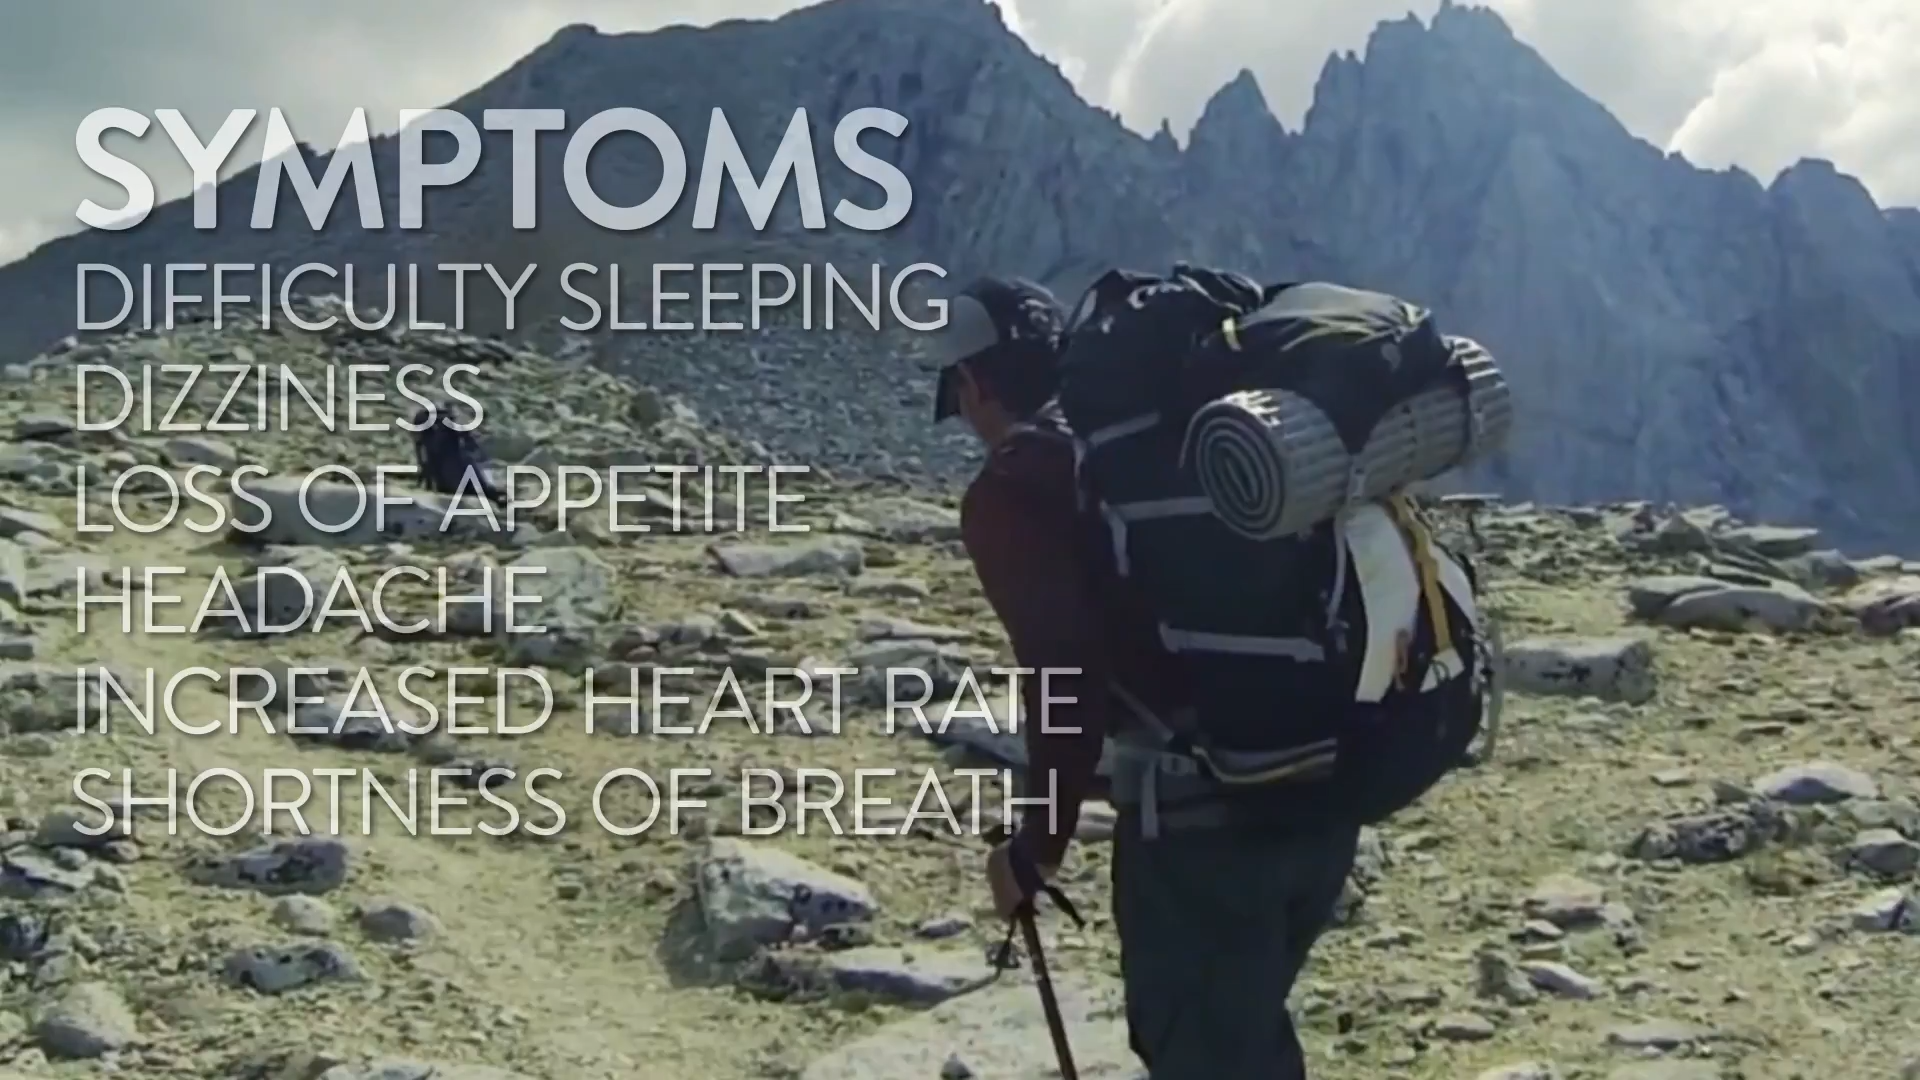 SYMPTOMS
DIFFICULTY SLEEPING
DIZZINESS
LOSS OF APPETITE
HEADACHE
INCREASED HEART RATE
SHORTNESS OF BREATH